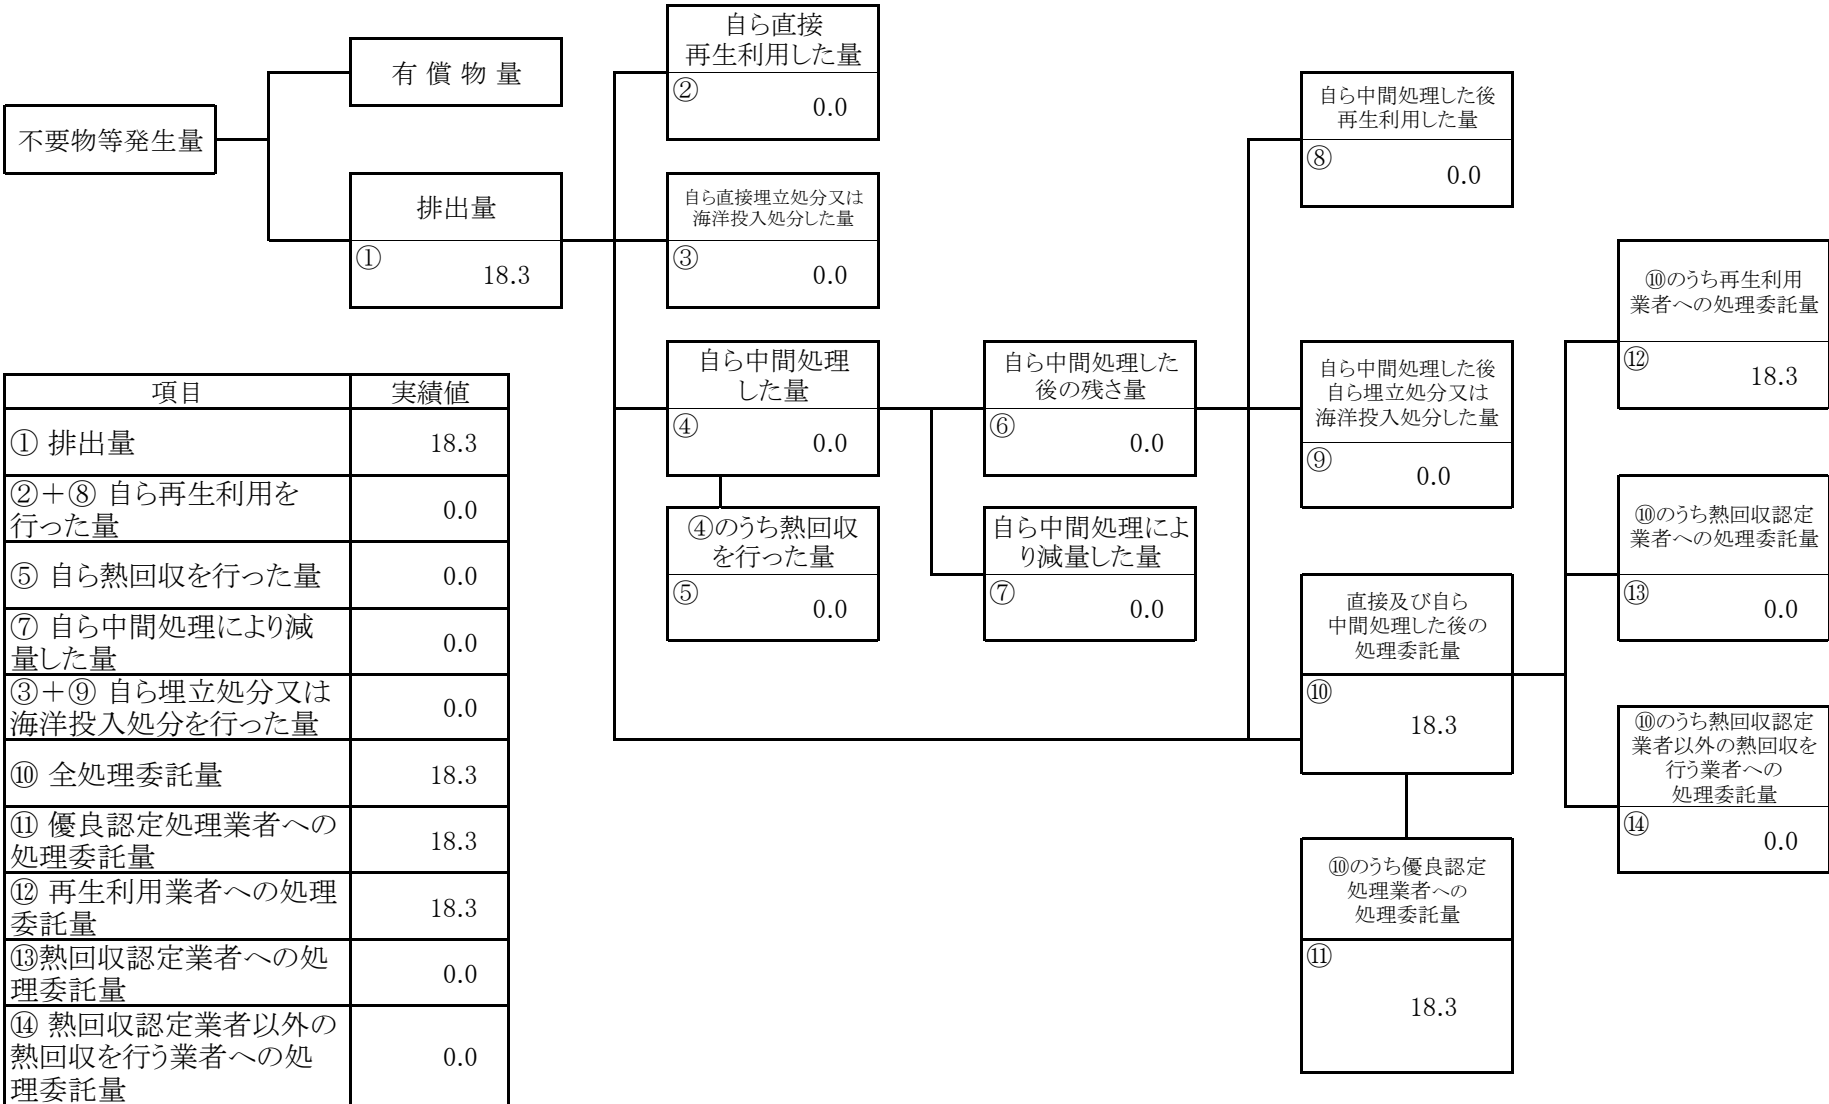 不要物等発生量
有 償 物 量
排出量
①
18.3
自ら直接
再生利用した量
②
0.0
自ら直接埋立処分又は
海洋投入処分した量
③
0.0
自ら中間処理
した量
④
0.0
④のうち熱回収
を行った量
⑤
0.0
自ら中間処理した
後の残さ量
⑥
0.0
自ら中間処理によ
り減量した量
⑦
0.0
自ら中間処理した後
再生利用した量
⑧
0.0
自ら中間処理した後
自ら埋立処分又は
海洋投入処分した量
⑨
0.0
直接及び自ら
中間処理した後の
処理委託量
⑩
18.3
⑩のうち優良認定
処理業者への
処理委託量
⑪
18.3
⑩のうち再生利用
業者への処理委託量
⑫
18.3
⑩のうち熱回収認定
業者への処理委託量
⑬
0.0
⑩のうち熱回収認定
業者以外の熱回収を
行う業者への
処理委託量
⑭
0.0
項目 実績値
① 排出量 18.3
②＋⑧ 自ら再生利用を
行った量 0.0
⑤ 自ら熱回収を行った量 0.0
⑦ 自ら中間処理により減
量した量 0.0
③＋⑨ 自ら埋立処分又は
海洋投入処分を行った量 0.0
⑩ 全処理委託量 18.3
⑪ 優良認定処理業者への
処理委託量 18.3
⑫ 再生利用業者への処理
委託量 18.3
⑬熱回収認定業者への処
理委託量 0.0
⑭ 熱回収認定業者以外の
熱回収を行う業者への処
理委託量 0.0